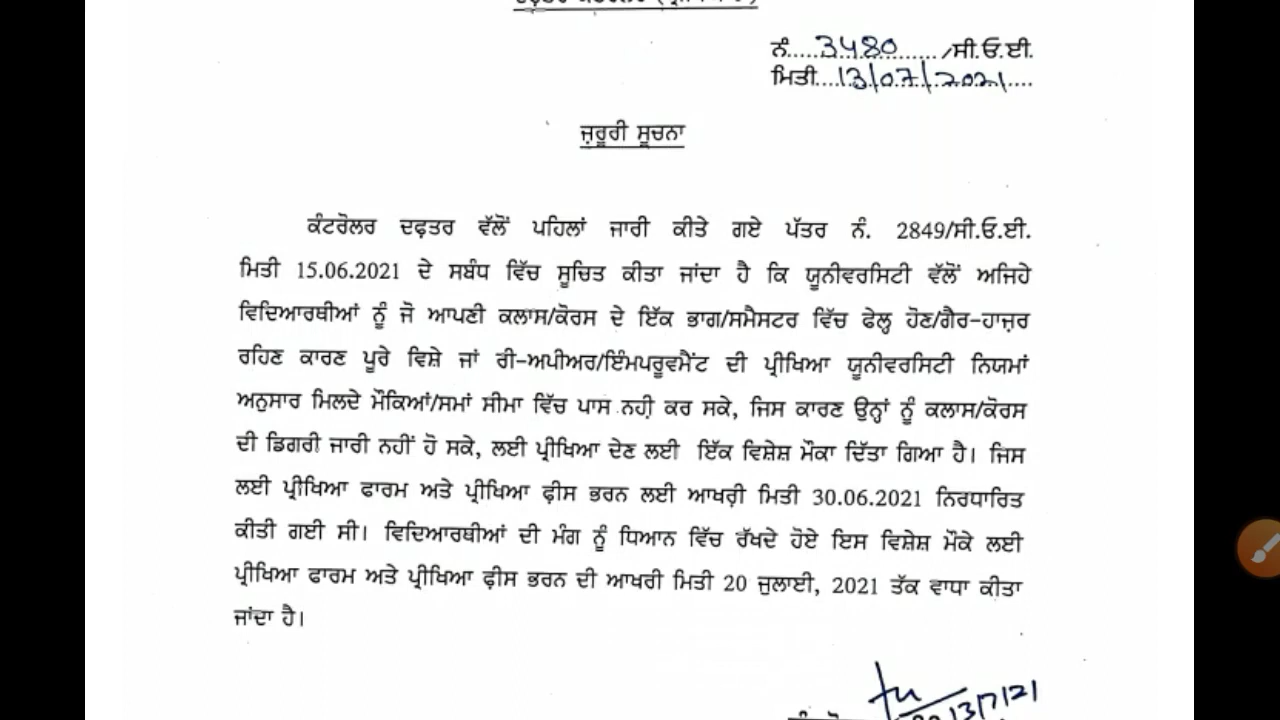 ਨੰ.....3480......./ਸੀ.ਓ.ਈ.
ਮਿਤੀ...13/07/2021....
ਜ਼ਰੂਰੀ ਸੂਚਨਾ
ਕੰਟਰੋਲਰ ਦਫ਼ਤਰ ਵੱਲੋਂ ਪਹਿਲਾਂ ਜਾਰੀ ਕੀਤੇ ਗਏ ਪੱਤਰ ਨੰ. 2849/ਸੀ.ਓ.ਈ.
ਮਿਤੀ 15.06.2021 ਦੇ ਸਬੰਧ ਵਿੱਚ ਸੂਚਿਤ ਕੀਤਾ ਜਾਂਦਾ ਹੈ ਕਿ ਯੂਨੀਵਰਸਿਟੀ ਵੱਲੋਂ ਅਜਿਹੇ
ਵਿਦਿਆਰਥੀਆਂ ਨੂੰ ਜੋ ਆਪਣੀ ਕਲਾਸ/ਕੋਰਸ ਦੇ ਇੱਕ ਭਾਗ/ਸਮੈਸਟਰ ਵਿੱਚ ਫੇਲ੍ਹ ਹੋਣ/ਗੈਰ-ਹਾਜ਼ਰ
ਰਹਿਣ ਕਾਰਣ ਪੂਰੇ ਵਿਸ਼ੇ ਜਾਂ ਰੀ-ਅਪੀਅਰ/ਇੰਮਪਰੂਵਮੈਂਟ ਦੀ ਪ੍ਰੀਖਿਆ ਯੂਨੀਵਰਸਿਟੀ ਨਿਯਮਾਂ
ਅਨੁਸਾਰ ਮਿਲਦੇ ਮੌਕਿਆਂ/ਸਮਾਂ ਸੀਮਾ ਵਿੱਚ ਪਾਸ ਨਹੀਂ ਕਰ ਸਕੇ, ਜਿਸ ਕਾਰਣ ਉਨ੍ਹਾਂ ਨੂੰ ਕਲਾਸ/ਕੋਰਸ
ਦੀ ਡਿਗਰੀ ਜਾਰੀ ਨਹੀਂ ਹੋ ਸਕੇ, ਲਈ ਪ੍ਰੀਖਿਆ ਦੇਣ ਲਈ ਇੱਕ ਵਿਸ਼ੇਸ਼ ਮੌਕਾ ਦਿੱਤਾ ਗਿਆ ਹੈ। ਜਿਸ
ਲਈ ਪ੍ਰੀਖਿਆ ਫਾਰਮ ਅਤੇ ਪ੍ਰੀਖਿਆ ਫ਼ੀਸ ਭਰਨ ਲਈ ਆਖਰੀ ਮਿਤੀ 30.06.2021 ਨਿਰਧਾਰਿਤ
ਕੀਤੀ ਗਈ ਸੀ। ਵਿਦਿਆਰਥੀਆਂ ਦੀ ਮੰਗ ਨੂੰ ਧਿਆਨ ਵਿੱਚ ਰੱਖਦੇ ਹੋਏ ਇਸ ਵਿਸ਼ੇਸ਼ ਮੌਕੇ ਲਈ
ਪ੍ਰੀਖਿਆ ਫਾਰਮ ਅਤੇ ਪ੍ਰੀਖਿਆ ਫ਼ੀਸ ਭਰਨ ਦੀ ਆਖਰੀ ਮਿਤੀ 20 ਜੁਲਾਈ, 2021 ਤੱਕ ਵਾਧਾ ਕੀਤਾ
ਜਾਂਦਾ ਹੈ।
13/7/21